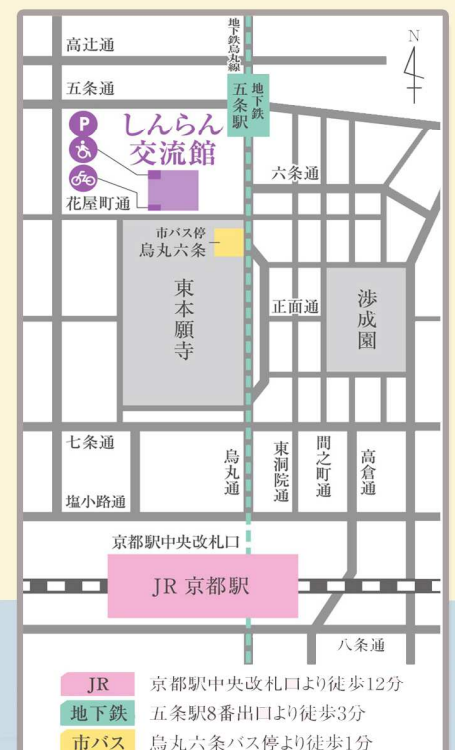 地下鉄烏丸線
N
高辻通
五条通
地下鉄
五条駅
P
しんらん
交流館
六条通
花屋町通
市バス停
烏丸六条
東本願寺
正面通
渉成園
七条通
烏丸通
東洞院通
間之町通
高倉通
塩小路通
京都駅中央改札口
JR 京都駅
八条通
JR 京都駅中央改札口より徒歩12分
地下鉄 五条駅8番出口より徒歩3分
市バス 烏丸六条バス停より徒歩1分